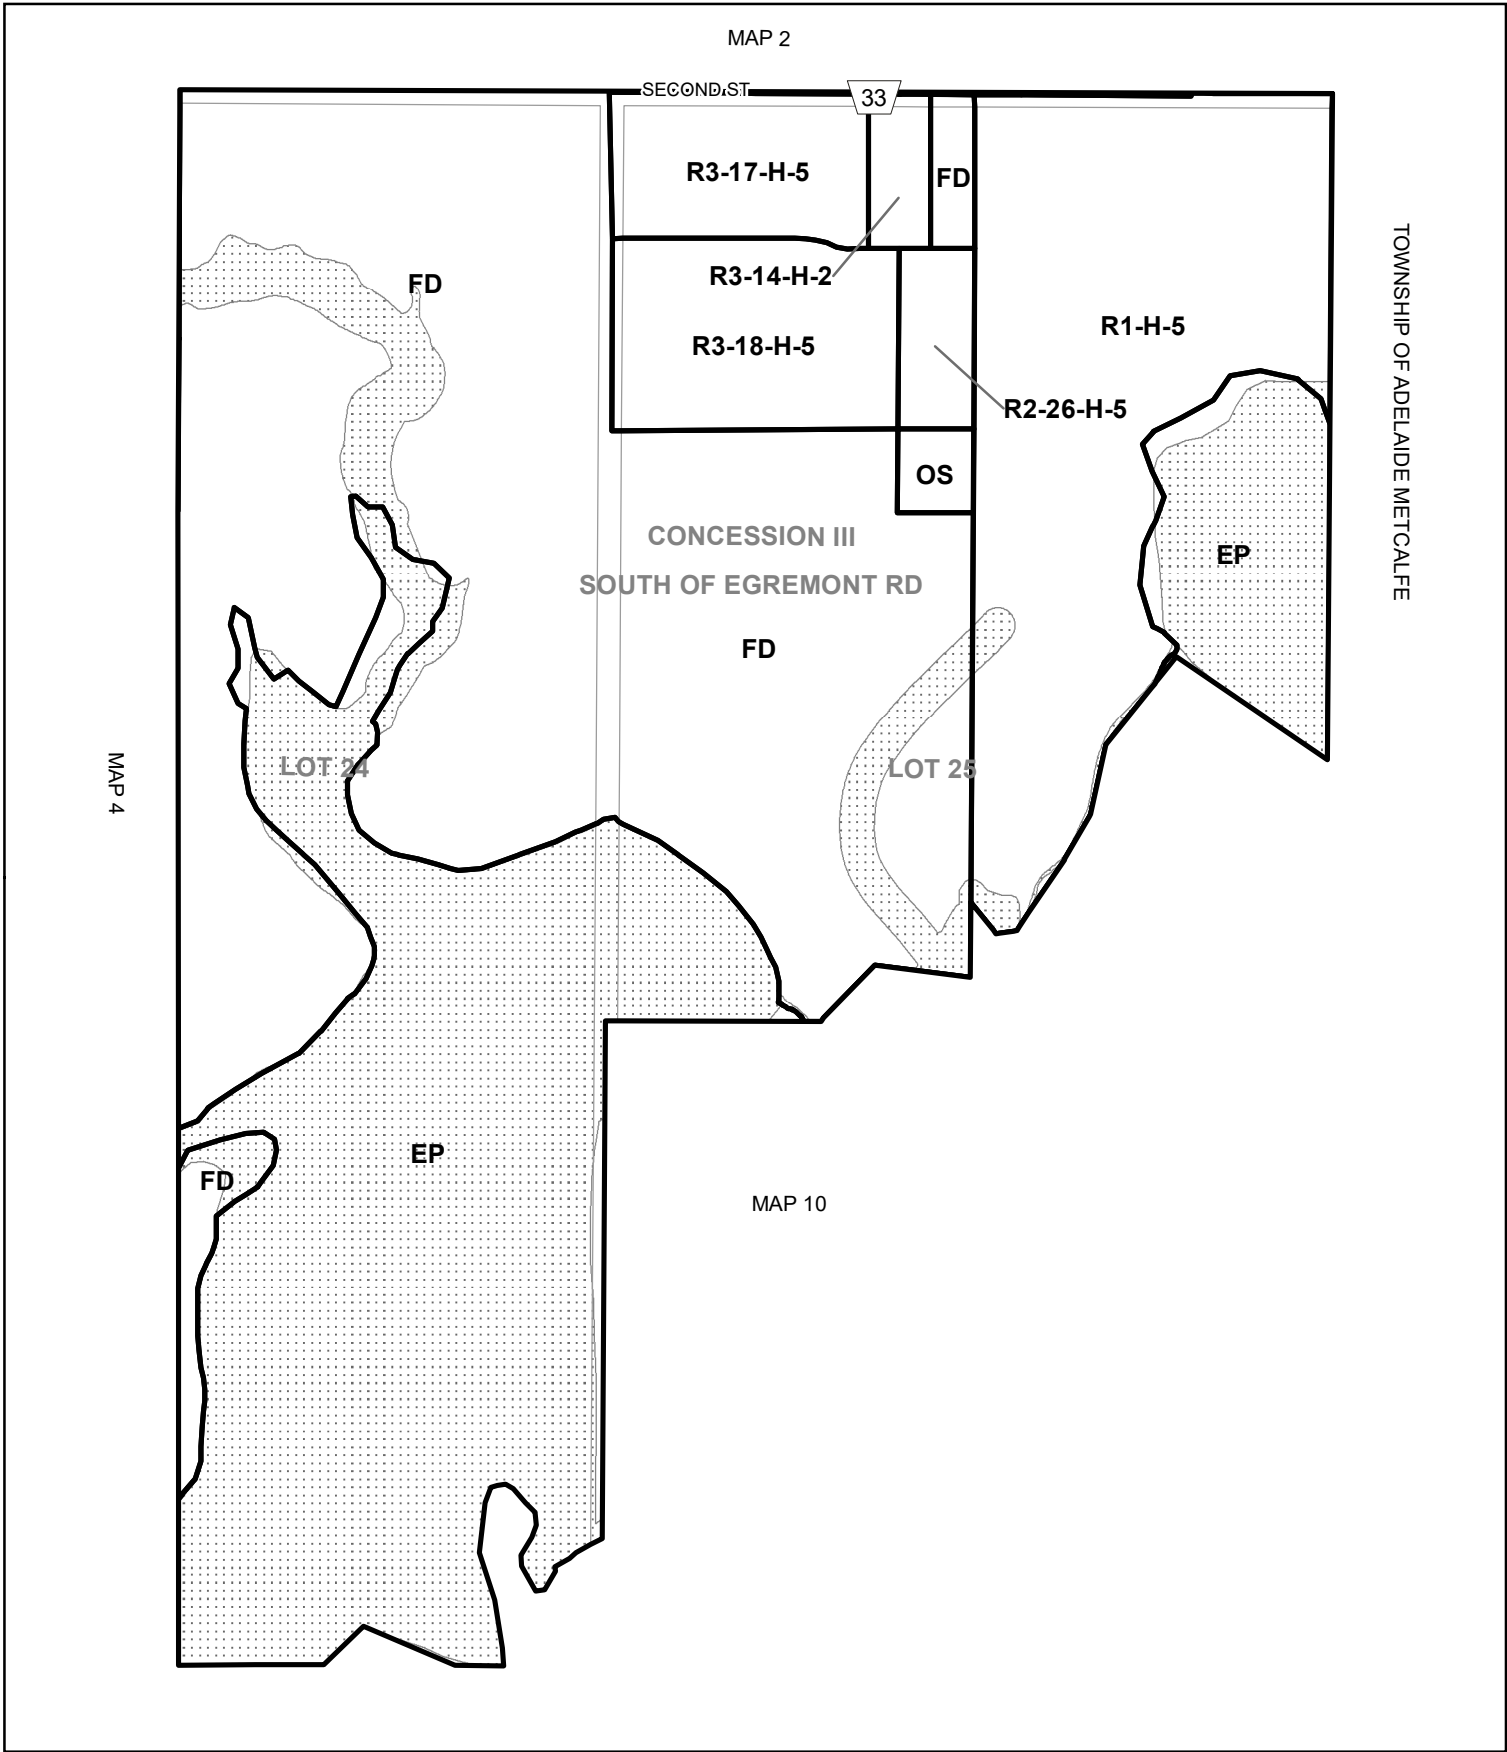 MAP 2
SECOND ST
33
R3-17-H-5
FD
R3-14-H-2
FD
R1-H-5
R3-18-H-5
R2-26-H-5
TOWNSHIP OF ADELAIDE METCALFE
OS
CONCESSION III
EP
SOUTH OF EGREMONT RD
FD
LOT 24
LOT 25
MAP 4
EP
FD
MAP 10